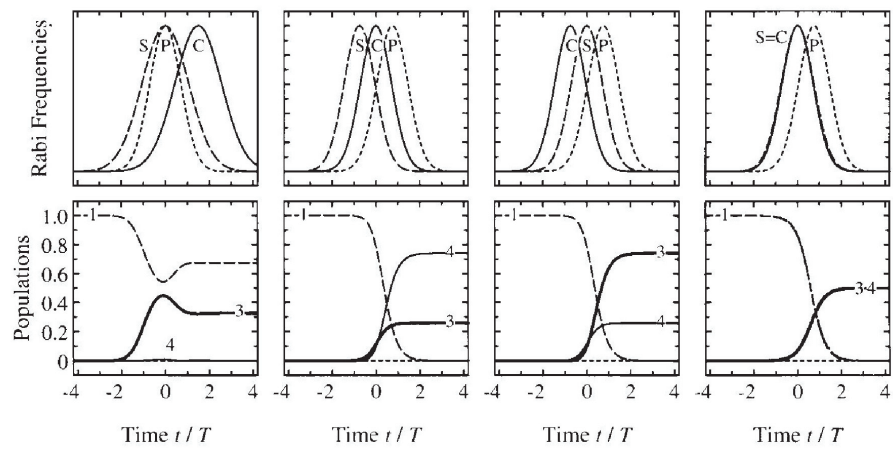 Rabi Frequencies
S P C
S C P
C S P
S=C P
Populations
1.0
0.8
0.6
0.4
0.2
0
1 3 4
1 4 3
1 3 4
1 3·4
-4 -2 0 2 4
-4 -2 0 2 4
-4 -2 0 2 4
-4 -2 0 2 4
Time t / T
Time t / T
Time t / T
Time t / T